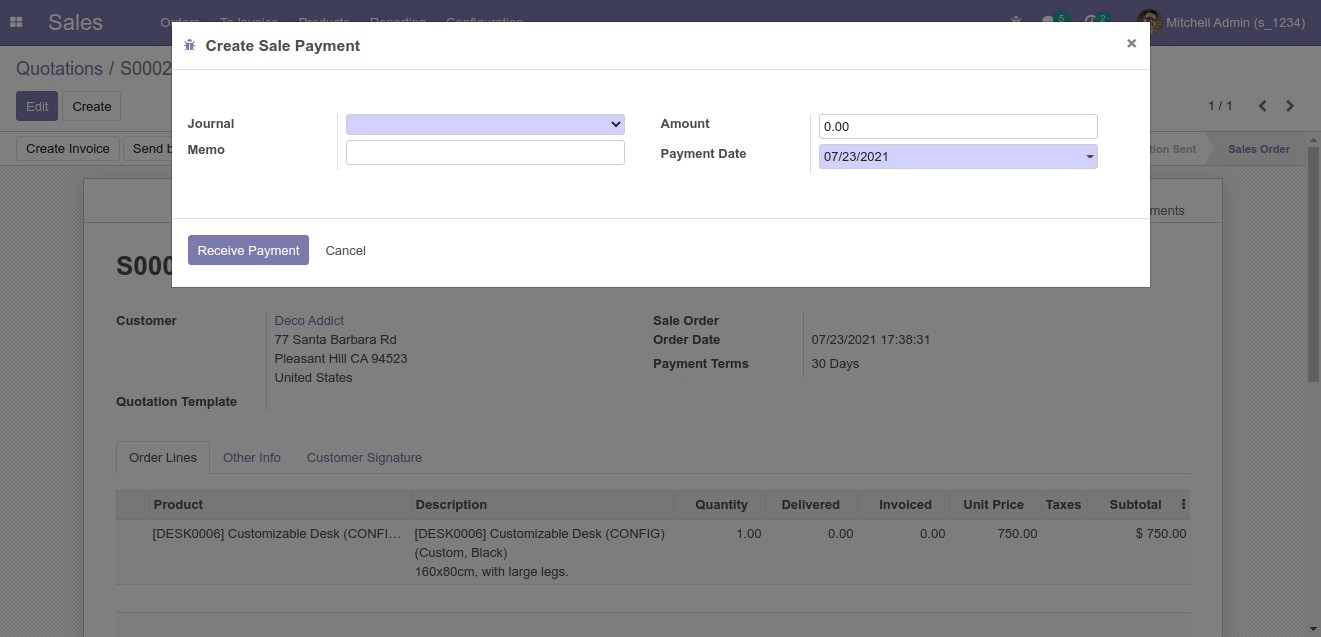 Sales Orders To Invoice Products Reporting Configuration 5 2 Mitchell Admin (s_1234)
Create Sale Payment ×
Quotations / S0002
Edit Create 1 / 1
Create Invoice Send b tion Sent Sales Order
Journal Amount 0.00
Memo Payment Date 07/23/2021
ments
Receive Payment Cancel
S000
Customer Deco Addict Sale Order
77 Santa Barbara Rd Order Date 07/23/2021 17:38:31
Pleasant Hill CA 94523 Payment Terms 30 Days
United States
Quotation Template
Order Lines Other Info Customer Signature
Product Description Quantity Delivered Invoiced Unit Price Taxes Subtotal
[DESK0006] Customizable Desk (CONFI... [DESK0006] Customizable Desk (CONFIG) 1.00 0.00 0.00 750.00 $ 750.00
(Custom, Black)
160x80cm, with large legs.